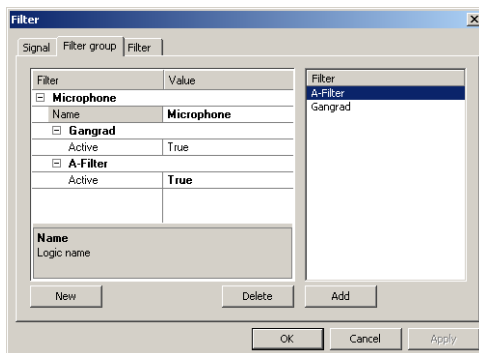 Filter
Signal Filter group Filter
Filter Value
Microphone
Name Microphone
Gangrad
Active True
A-Filter
Active True
Name
Logic name
New Delete
Filter
A-Filter
Gangrad
Add
OK Cancel Apply